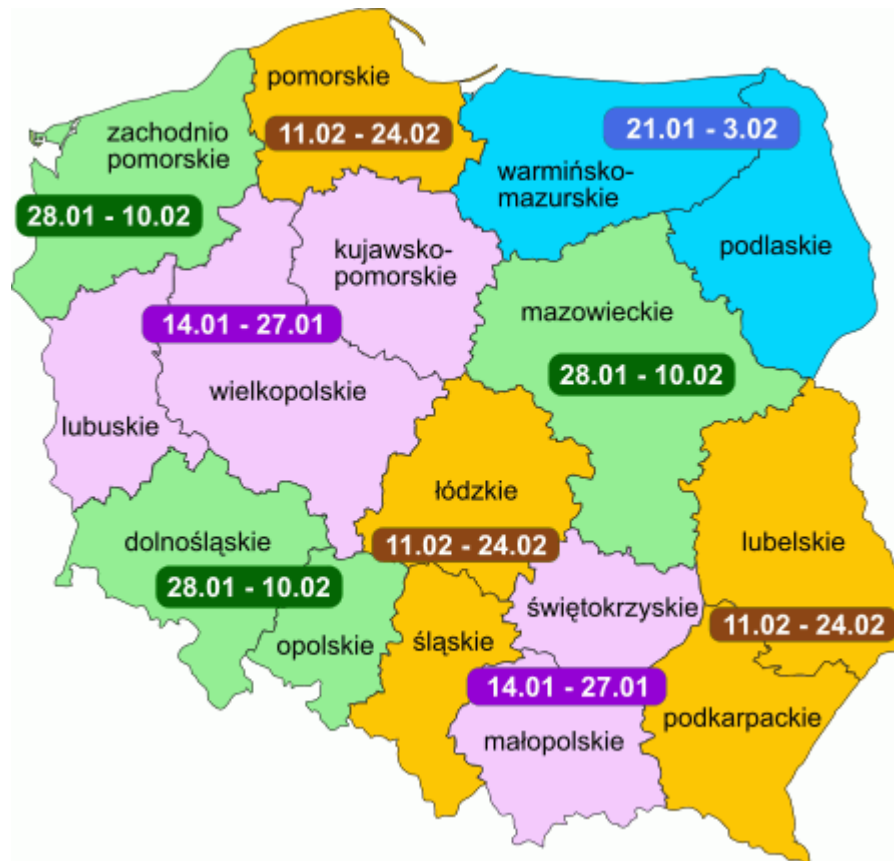 pomorskie
11.02 - 24.02
zachodnio
pomorskie
28.01 - 10.02
21.01 - 3.02
warmińsko-
mazurskie
podlaskie
kujawsko-
pomorskie
mazowieckie
28.01 - 10.02
14.01 - 27.01
wielkopolskie
lubuskie
łódzkie
11.02 - 24.02
dolnośląskie
28.01 - 10.02
opolskie
lubelskie
11.02 - 24.02
świętokrzyskie
śląskie
14.01 - 27.01
małopolskie
podkarpackie